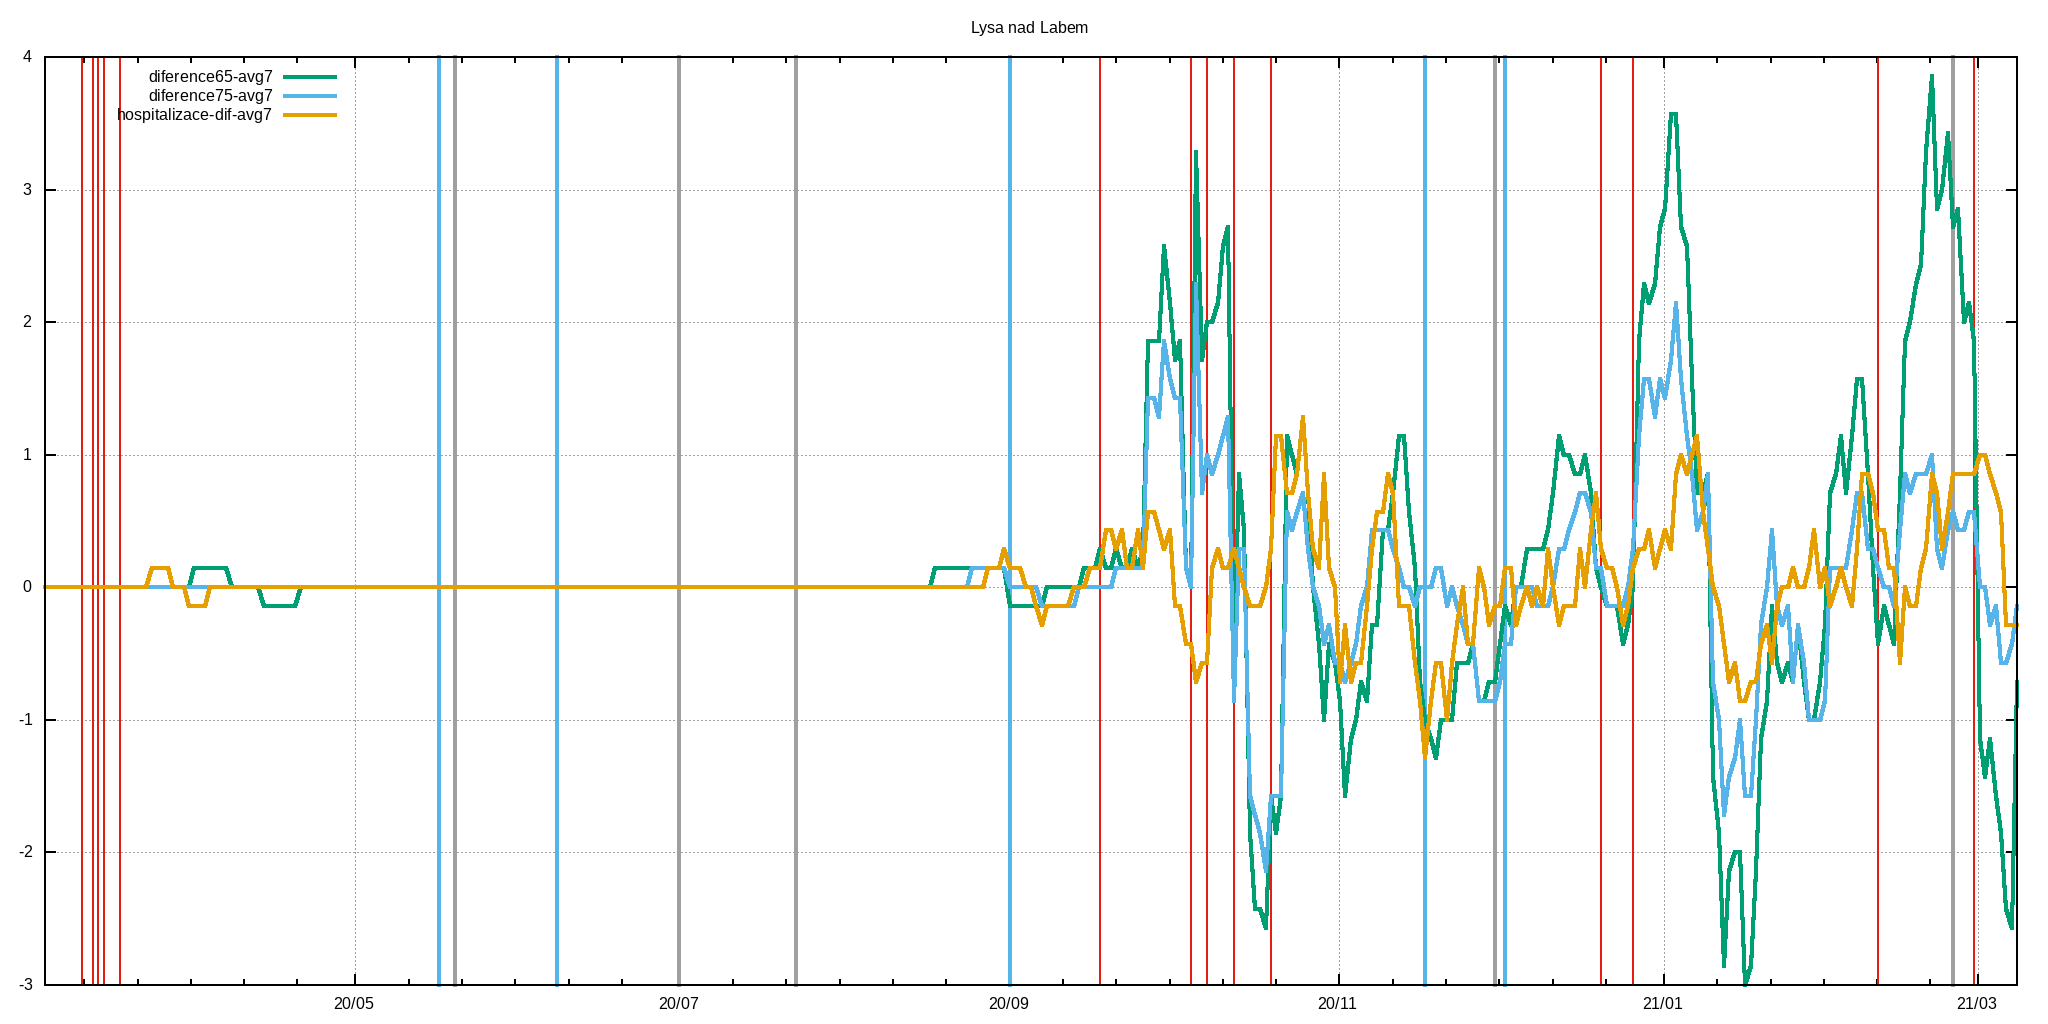 Lysa nad Labem
diference65-avg7
diference75-avg7
hospitalizace-dif-avg7
4
3
2
1
0
-1
-2
-3
20/05 20/07 20/09 20/11 21/01 21/03